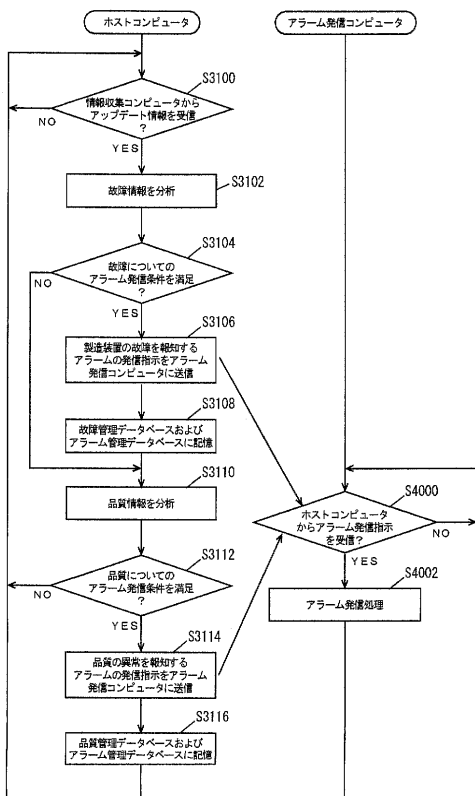 ホストコンピュータ
アラーム発信コンピュータ
S3100
情報収集コンピュータから
アップデート情報を受信
?
NO
YES
S3102
故障情報を分析
S3104
故障についての
アラーム発信条件を満足
?
NO
YES
S3106
製造装置の故障を報知する
アラームの発信指示をアラーム
発信コンピュータに送信
S3108
故障管理データベースおよび
アラーム管理データベースに記憶
S3110
品質情報を分析
S4000
ホストコンピュータ
からアラーム発信指示
を受信?
NO
YES
S3112
品質についての
アラーム発信条件を満足
?
NO
YES
S4002
アラーム発信処理
S3114
品質の異常を報知する
アラームの発信指示をアラーム
発信コンピュータに送信
S3116
品質管理データベースおよび
アラーム管理データベースに記憶